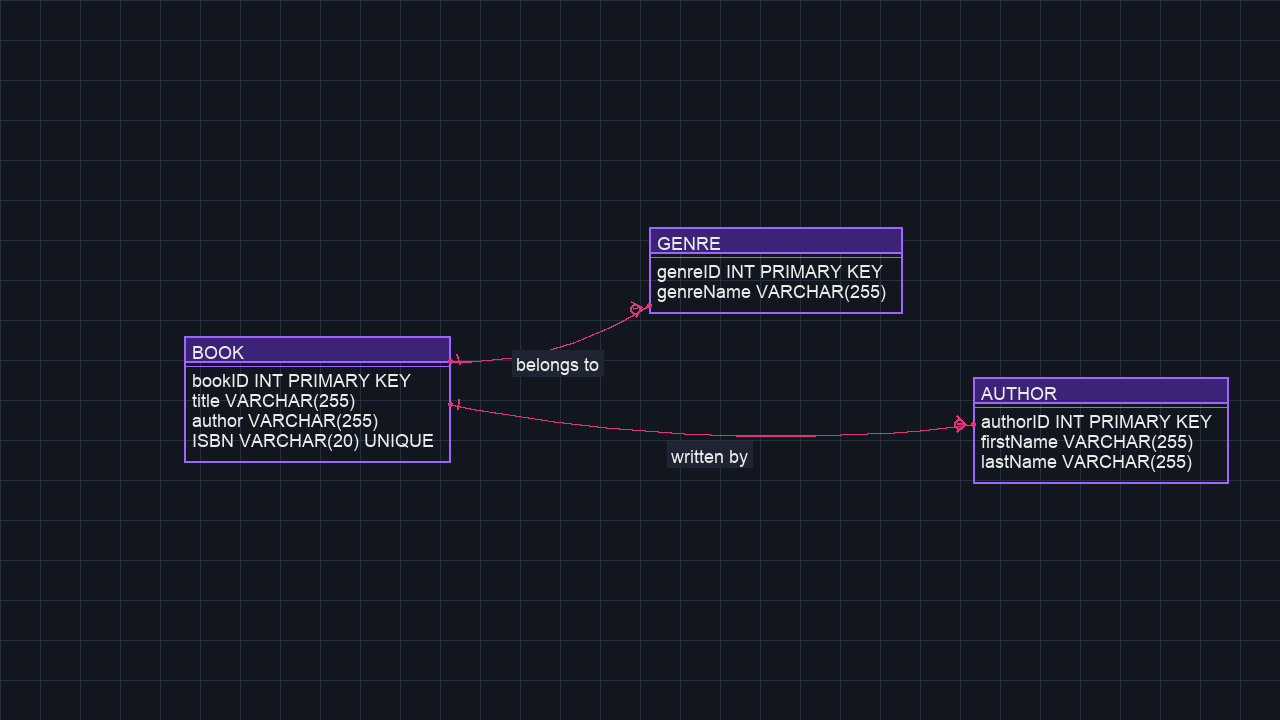 GENRE
genreID INT PRIMARY KEY
genreName VARCHAR(255)
BOOK
bookID INT PRIMARY KEY
title VARCHAR(255)
author VARCHAR(255)
ISBN VARCHAR(20) UNIQUE
belongs to
written by
AUTHOR
authorID INT PRIMARY KEY
firstName VARCHAR(255)
lastName VARCHAR(255)